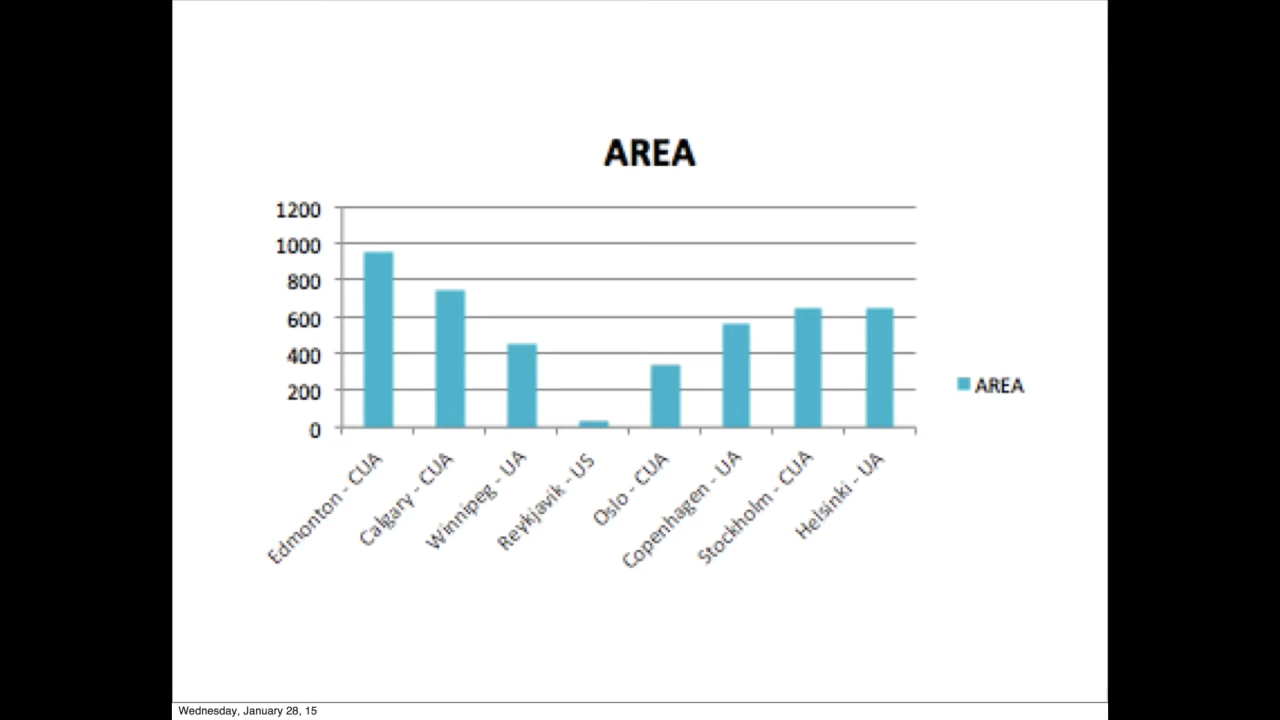 AREA
1200
1000
800
600
400
200
0
AREA
Edmonton - CUA
Calgary - CUA
Winnipeg - UA
Reykjavik - US
Oslo - CUA
Copenhagen - UA
Stockholm - CUA
Helsinki - UA
Wednesday, January 28, 15